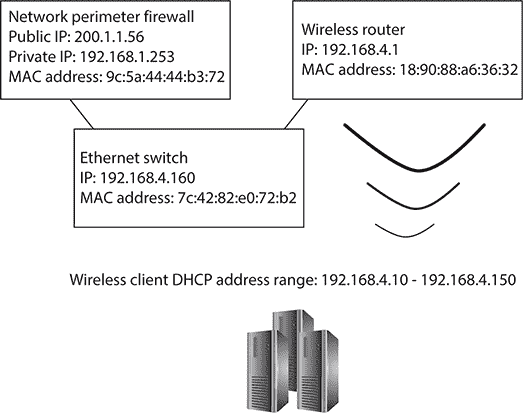 Network perimeter firewall
Public IP: 200.1.1.56
Private IP: 192.168.1.253
MAC address: 9c:5a:44:44:b3:72
Wireless router
IP: 192.168.4.1
MAC address: 18:90:88:a6:36:32
Ethernet switch
IP: 192.168.4.160
MAC address: 7c:42:82:e0:72:b2
Wireless client DHCP address range: 192.168.4.10 - 192.168.4.150